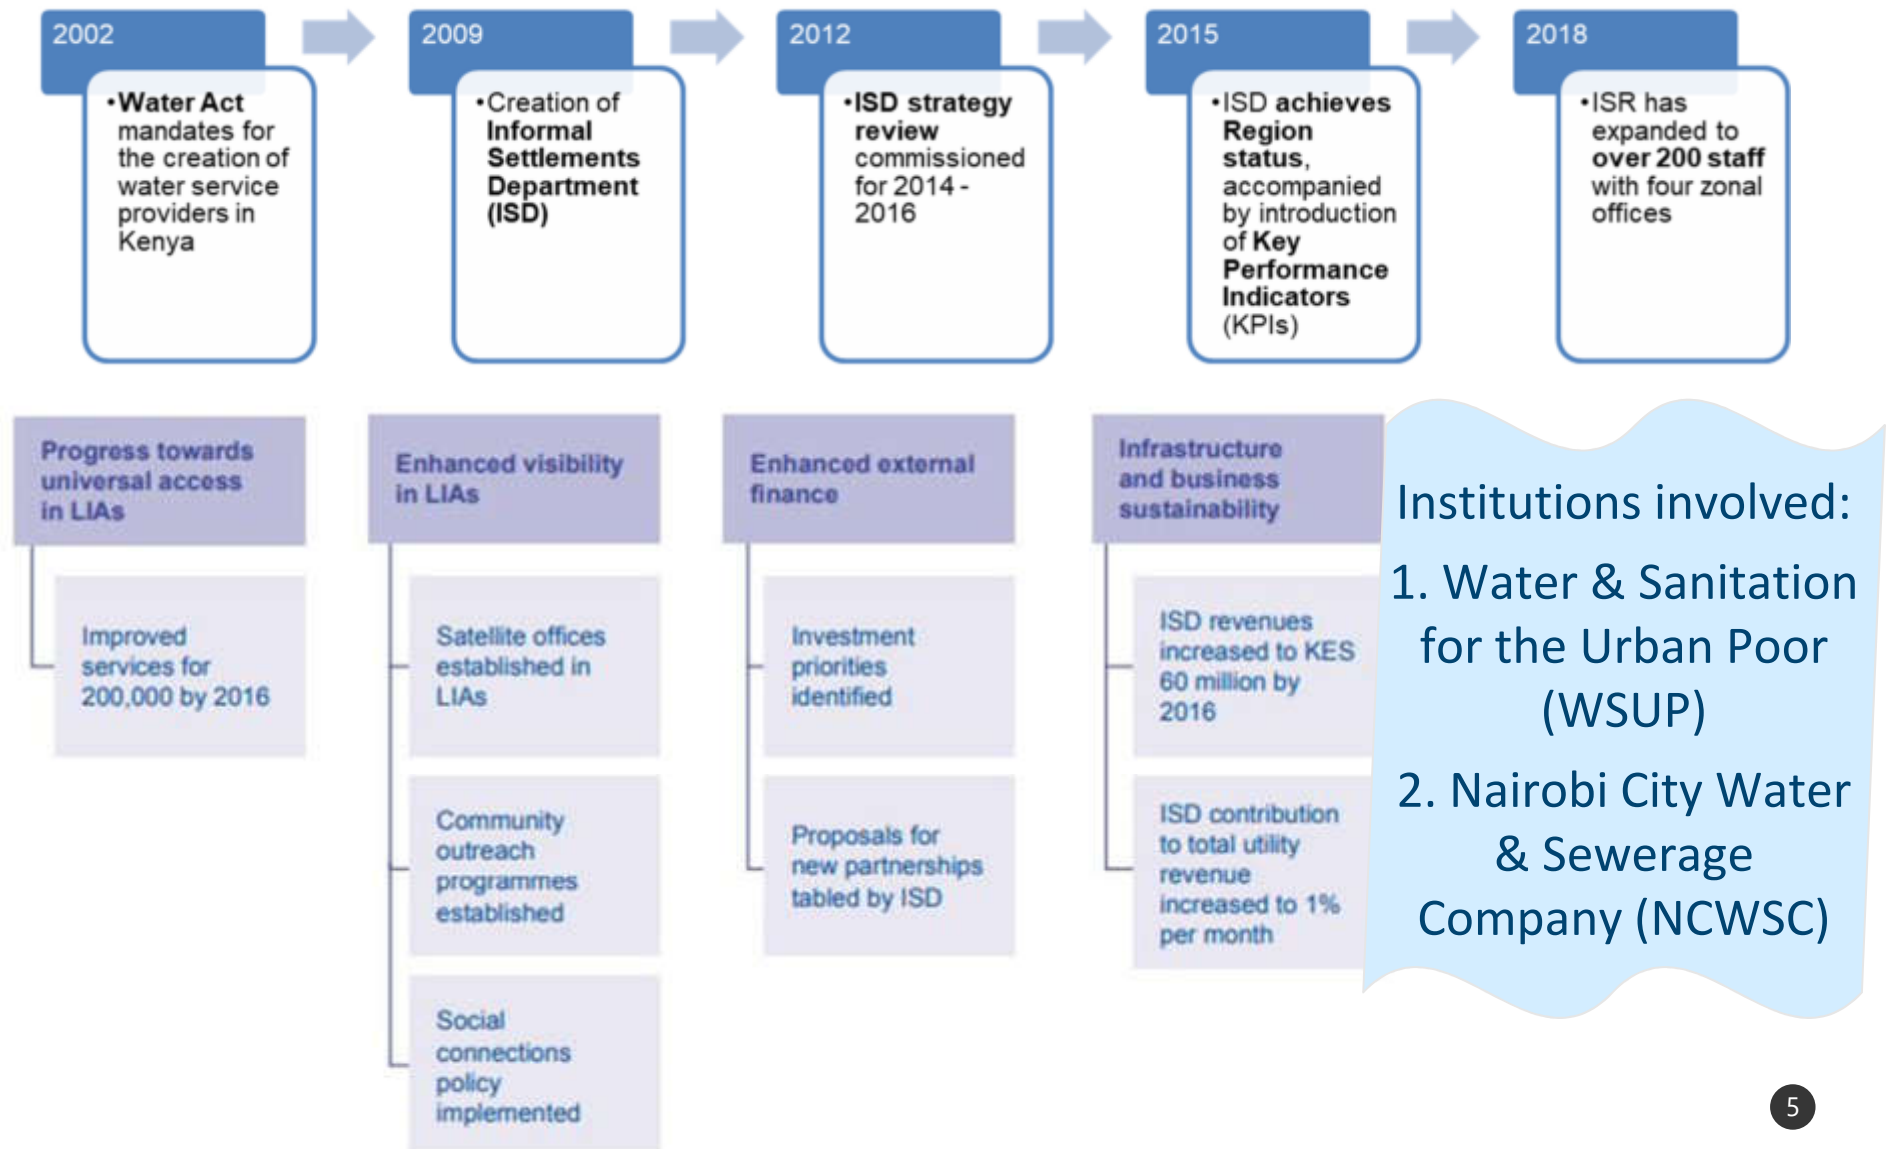 2002
•Water Act
mandates for
the creation of
water service
providers in
Kenya
2009
•Creation of
Informal
Settlements
Department
(ISD)
2012
•ISD strategy
review
commissioned
for 2014 -
2016
2015
•ISD achieves
Region
status,
accompanied
by introduction
of Key
Performance
Indicators
(KPIs)
2018
•ISR has
expanded to
over 200 staff
with four zonal
offices
Progress towards
universal access
in LIAs
Improved
services for
200,000 by 2016
Enhanced visibility
in LIAs
Satellite offices
established in
LIAs
Community
outreach
programmes
established
Social
connections
policy
implemented
Enhanced external
finance
Investment
priorities
identified
Proposals for
new partnerships
tabled by ISD
Infrastructure
and business
sustainability
ISD revenues
increased to KES
60 million by
2016
ISD contribution
to total utility
revenue
increased to 1%
per month
Institutions involved:
1. Water & Sanitation
for the Urban Poor
(WSUP)
2. Nairobi City Water
& Sewerage
Company (NCWSC)
5